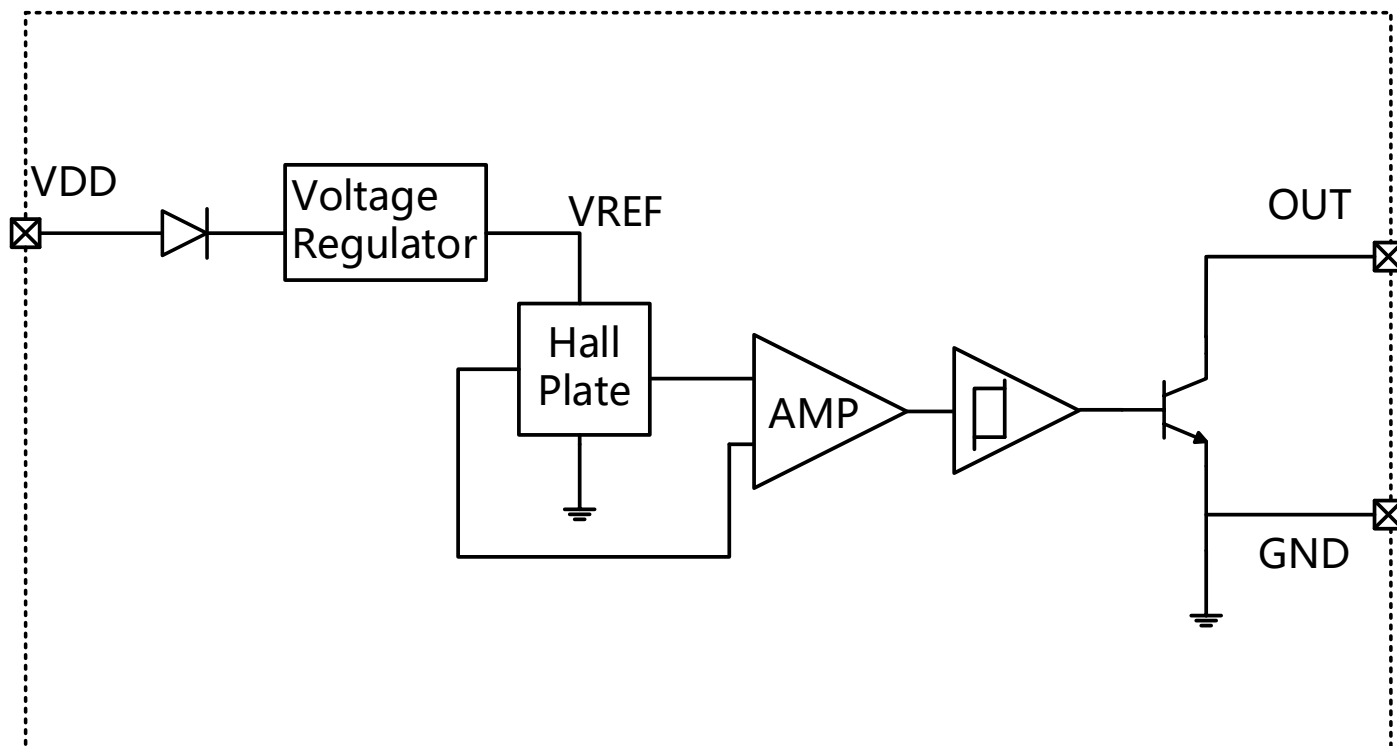 VDD
Voltage
Regulator
VREF
OUT
Hall
Plate
AMP
GND